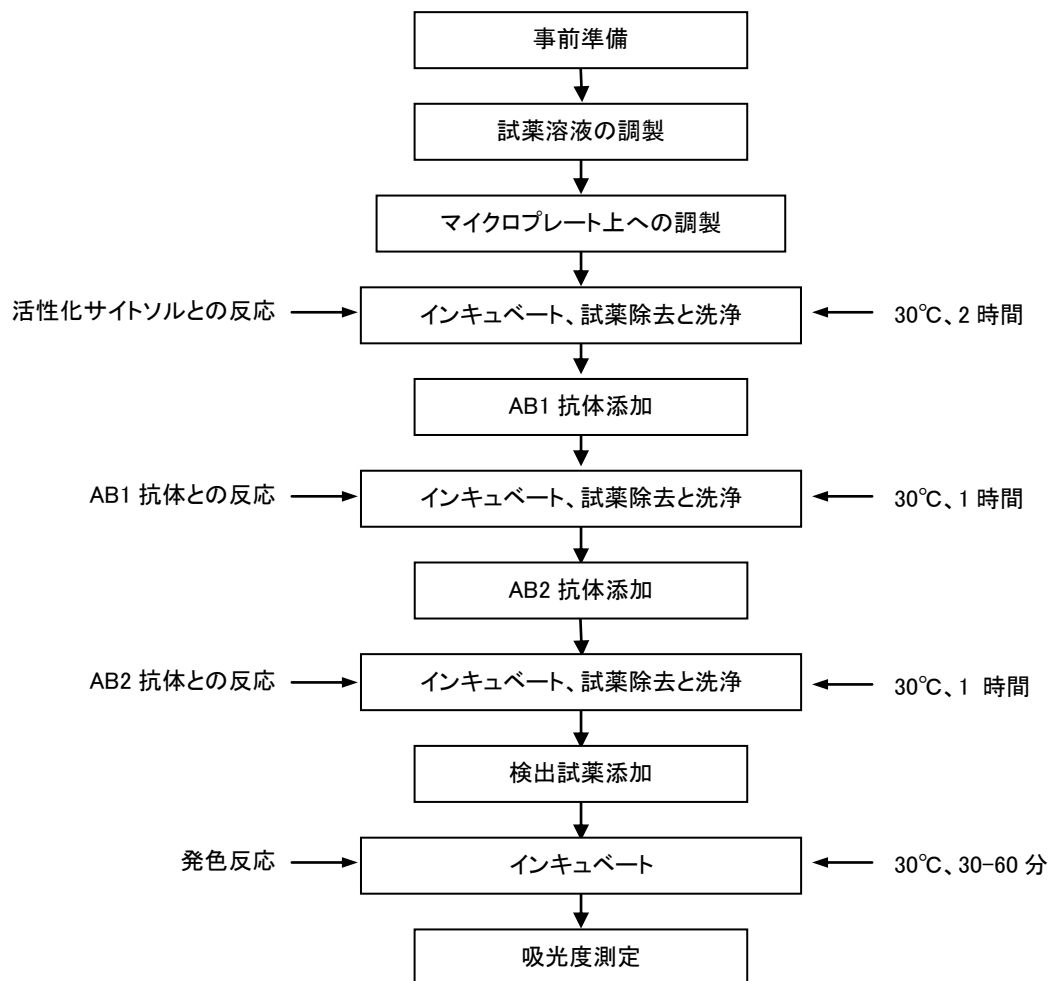 事前準備
試薬溶液の調製
マイクロプレート上への調製
活性化サイトソルとの反応
インキュベート、試薬除去と洗浄
30℃、2 時間
AB1 抗体添加
AB1 抗体との反応
インキュベート、試薬除去と洗浄
30℃、1 時間
AB2 抗体添加
AB2 抗体との反応
インキュベート、試薬除去と洗浄
30℃、1 時間
検出試薬添加
発色反応
インキュベート
30℃、30-60 分
吸光度測定